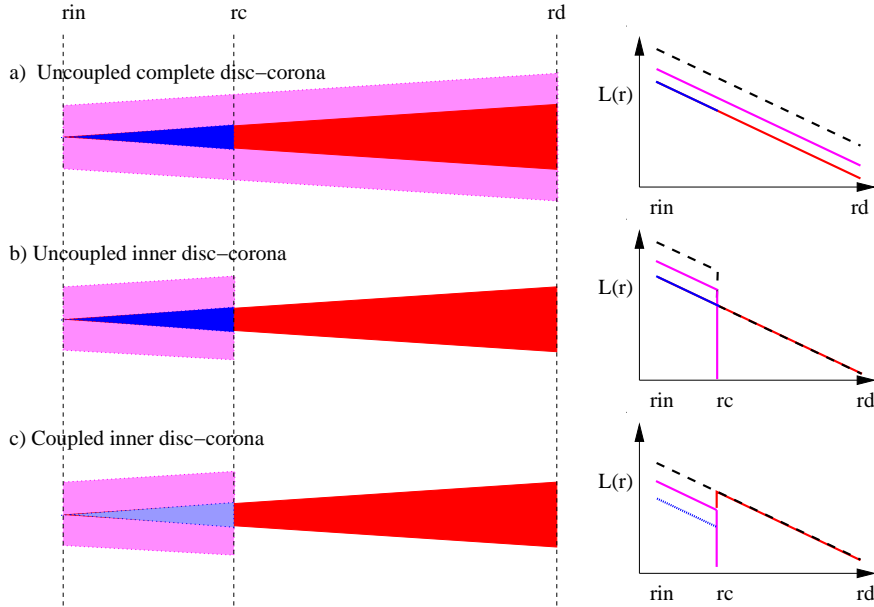 rin rc rd
a) Uncoupled complete disc−corona
L(r)
rin rd
b) Uncoupled inner disc−corona
L(r)
rin rc rd
c) Coupled inner disc−corona
L(r)
rin rc rd